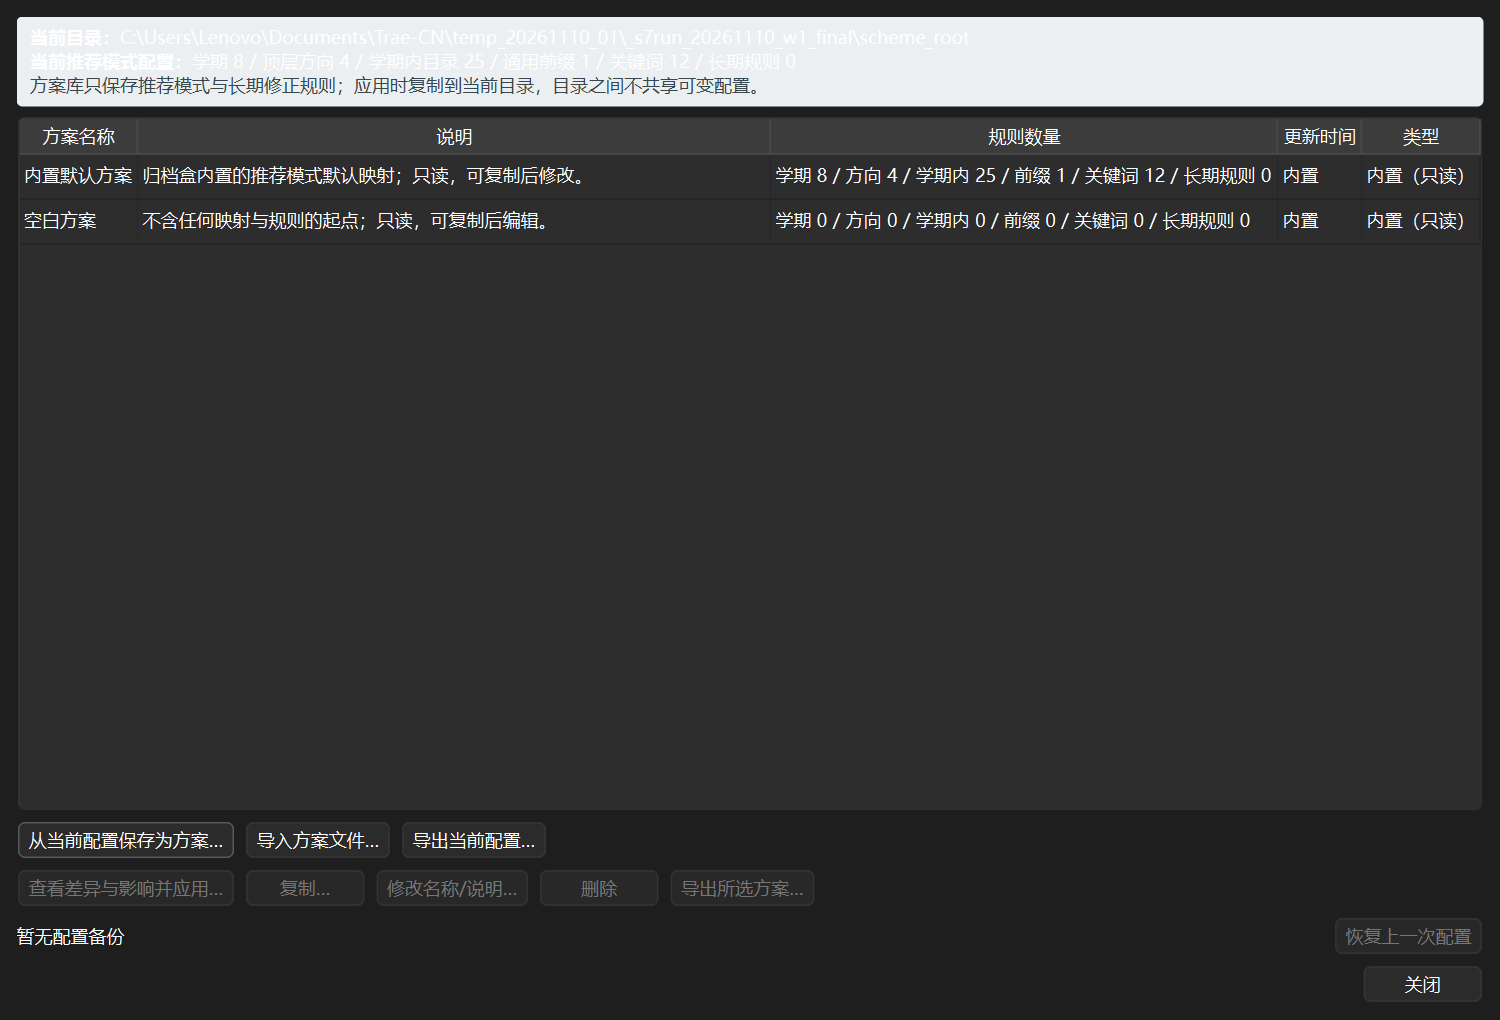 当前目录：C:\Users\Lenovo\Documents\Trae-CN\temp_20261110_01\_s7run_20261110_w1_final\scheme_root
当前推荐模式配置：学期 8 / 顶层方向 4 / 学期内目录 25 / 通用前缀 1 / 关键词 12 / 长期规则 0
方案库只保存推荐模式与长期修正规则；应用时复制到当前目录，目录之间不共享可变配置。
方案名称 说明 规则数量 更新时间 类型
内置默认方案 归档盒内置的推荐模式默认映射；只读，可复制后修改。 学期 8 / 方向 4 / 学期内 25 / 前缀 1 / 关键词 12 / 长期规则 0 内置 内置（只读）
空白方案 不含任何映射与规则的起点；只读，可复制后编辑。 学期 0 / 方向 0 / 学期内 0 / 前缀 0 / 关键词 0 / 长期规则 0 内置 内置（只读）
从当前配置保存为方案... 导入方案文件... 导出当前配置...
查看差异与影响并应用... 复制... 修改名称/说明... 删除 导出所选方案...
暂无配置备份 恢复上一次配置
关闭